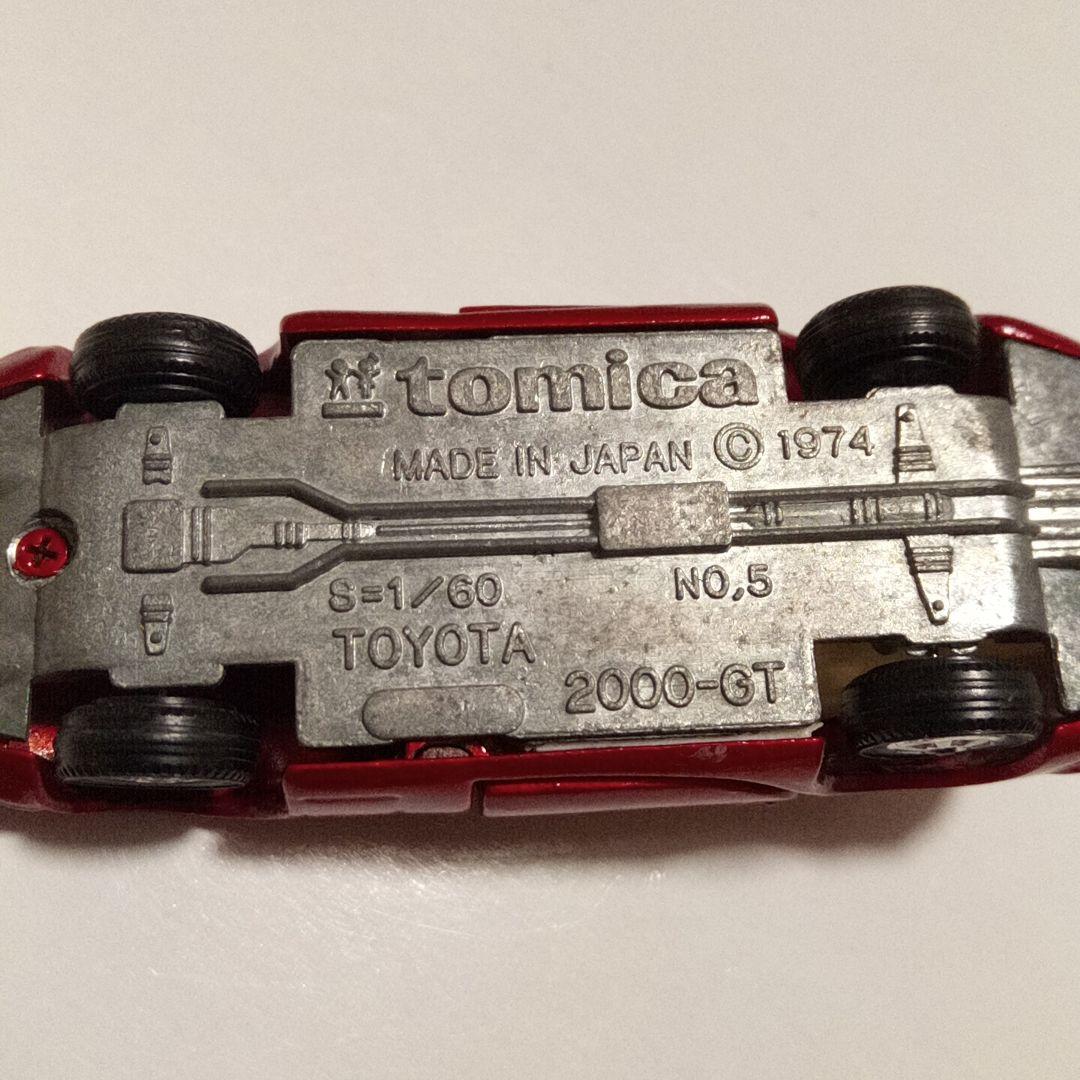 tomica
MADE IN JAPAN © 1974
S=1/60 NO.5
TOYOTA
2000-GT